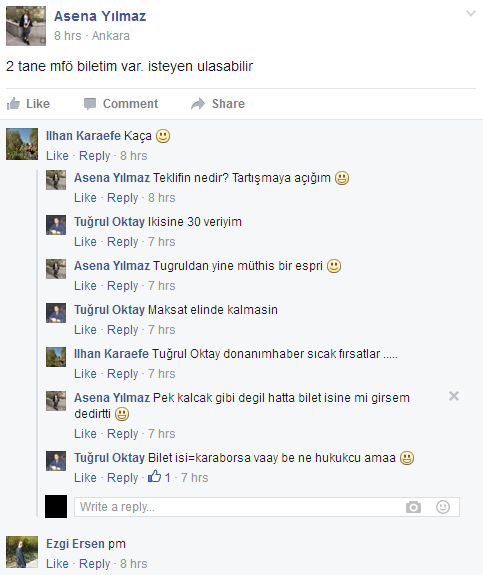 Asena Yılmaz
8 hrs · Ankara
2 tane mfö biletim var. isteyen ulasabilir
Like Comment Share
Ilhan Karaefe Kaça
Like · Reply · 8 hrs
Asena Yılmaz Teklifin nedir? Tartışmaya açığım
Like · Reply · 8 hrs
Tuğrul Oktay Ikisine 30 veriyim
Like · Reply · 7 hrs
Asena Yılmaz Tugruldan yine müthis bir espri
Like · Reply · 7 hrs
Tuğrul Oktay Maksat elinde kalmasin
Like · Reply · 7 hrs
Ilhan Karaefe Tuğrul Oktay donanımhaber sıcak fırsatlar .....
Like · Reply · 7 hrs
Asena Yılmaz Pek kalcak gibi degil hatta bilet isine mi girsem
dedirtti
Like · Reply · 7 hrs
Tuğrul Oktay Bilet isi=karaborsa vaay be ne hukukcu amaa
Like · Reply · 1 · 7 hrs
Write a reply...
Ezgi Ersen pm
Like · Reply · 8 hrs